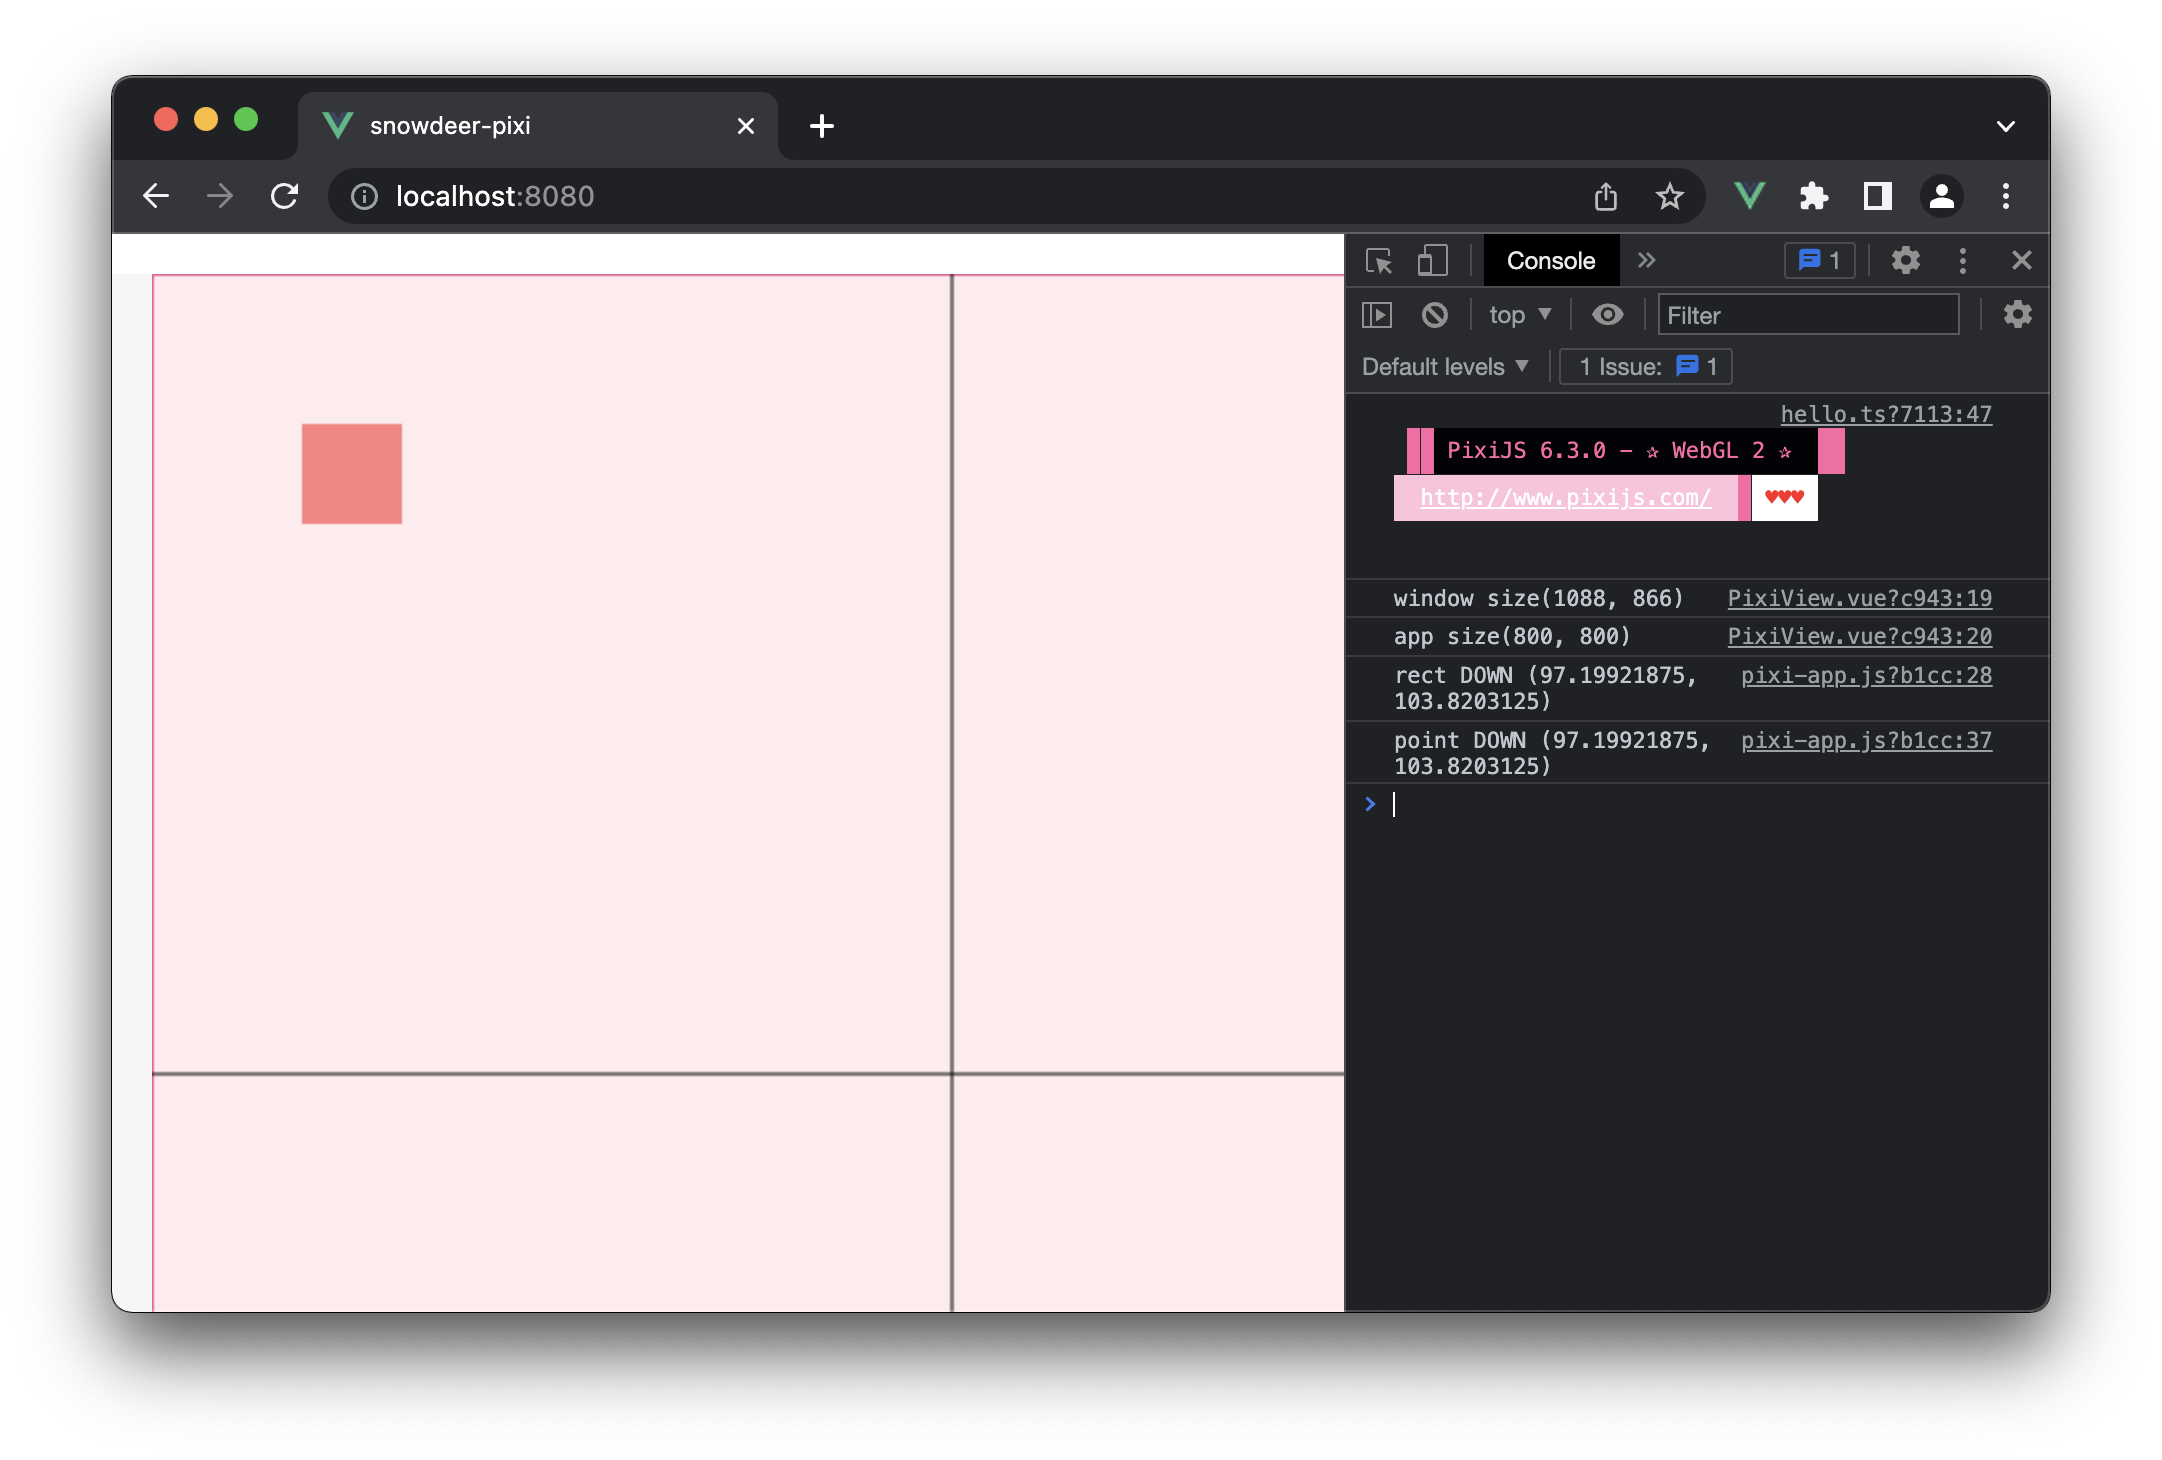 snowdeer-pixi
localhost:8080
Console
1
top
Filter
Default levels
1 Issue: 1
hello.ts?7113:47
PixiJS 6.3.0 - ✰ WebGL 2 ✰
http://www.pixijs.com/ ♥♥♥
window size(1088, 866) PixiView.vue?c943:19
app size(800, 800) PixiView.vue?c943:20
rect DOWN (97.19921875, pixi-app.js?b1cc:28
103.8203125)
point DOWN (97.19921875, pixi-app.js?b1cc:37
103.8203125)